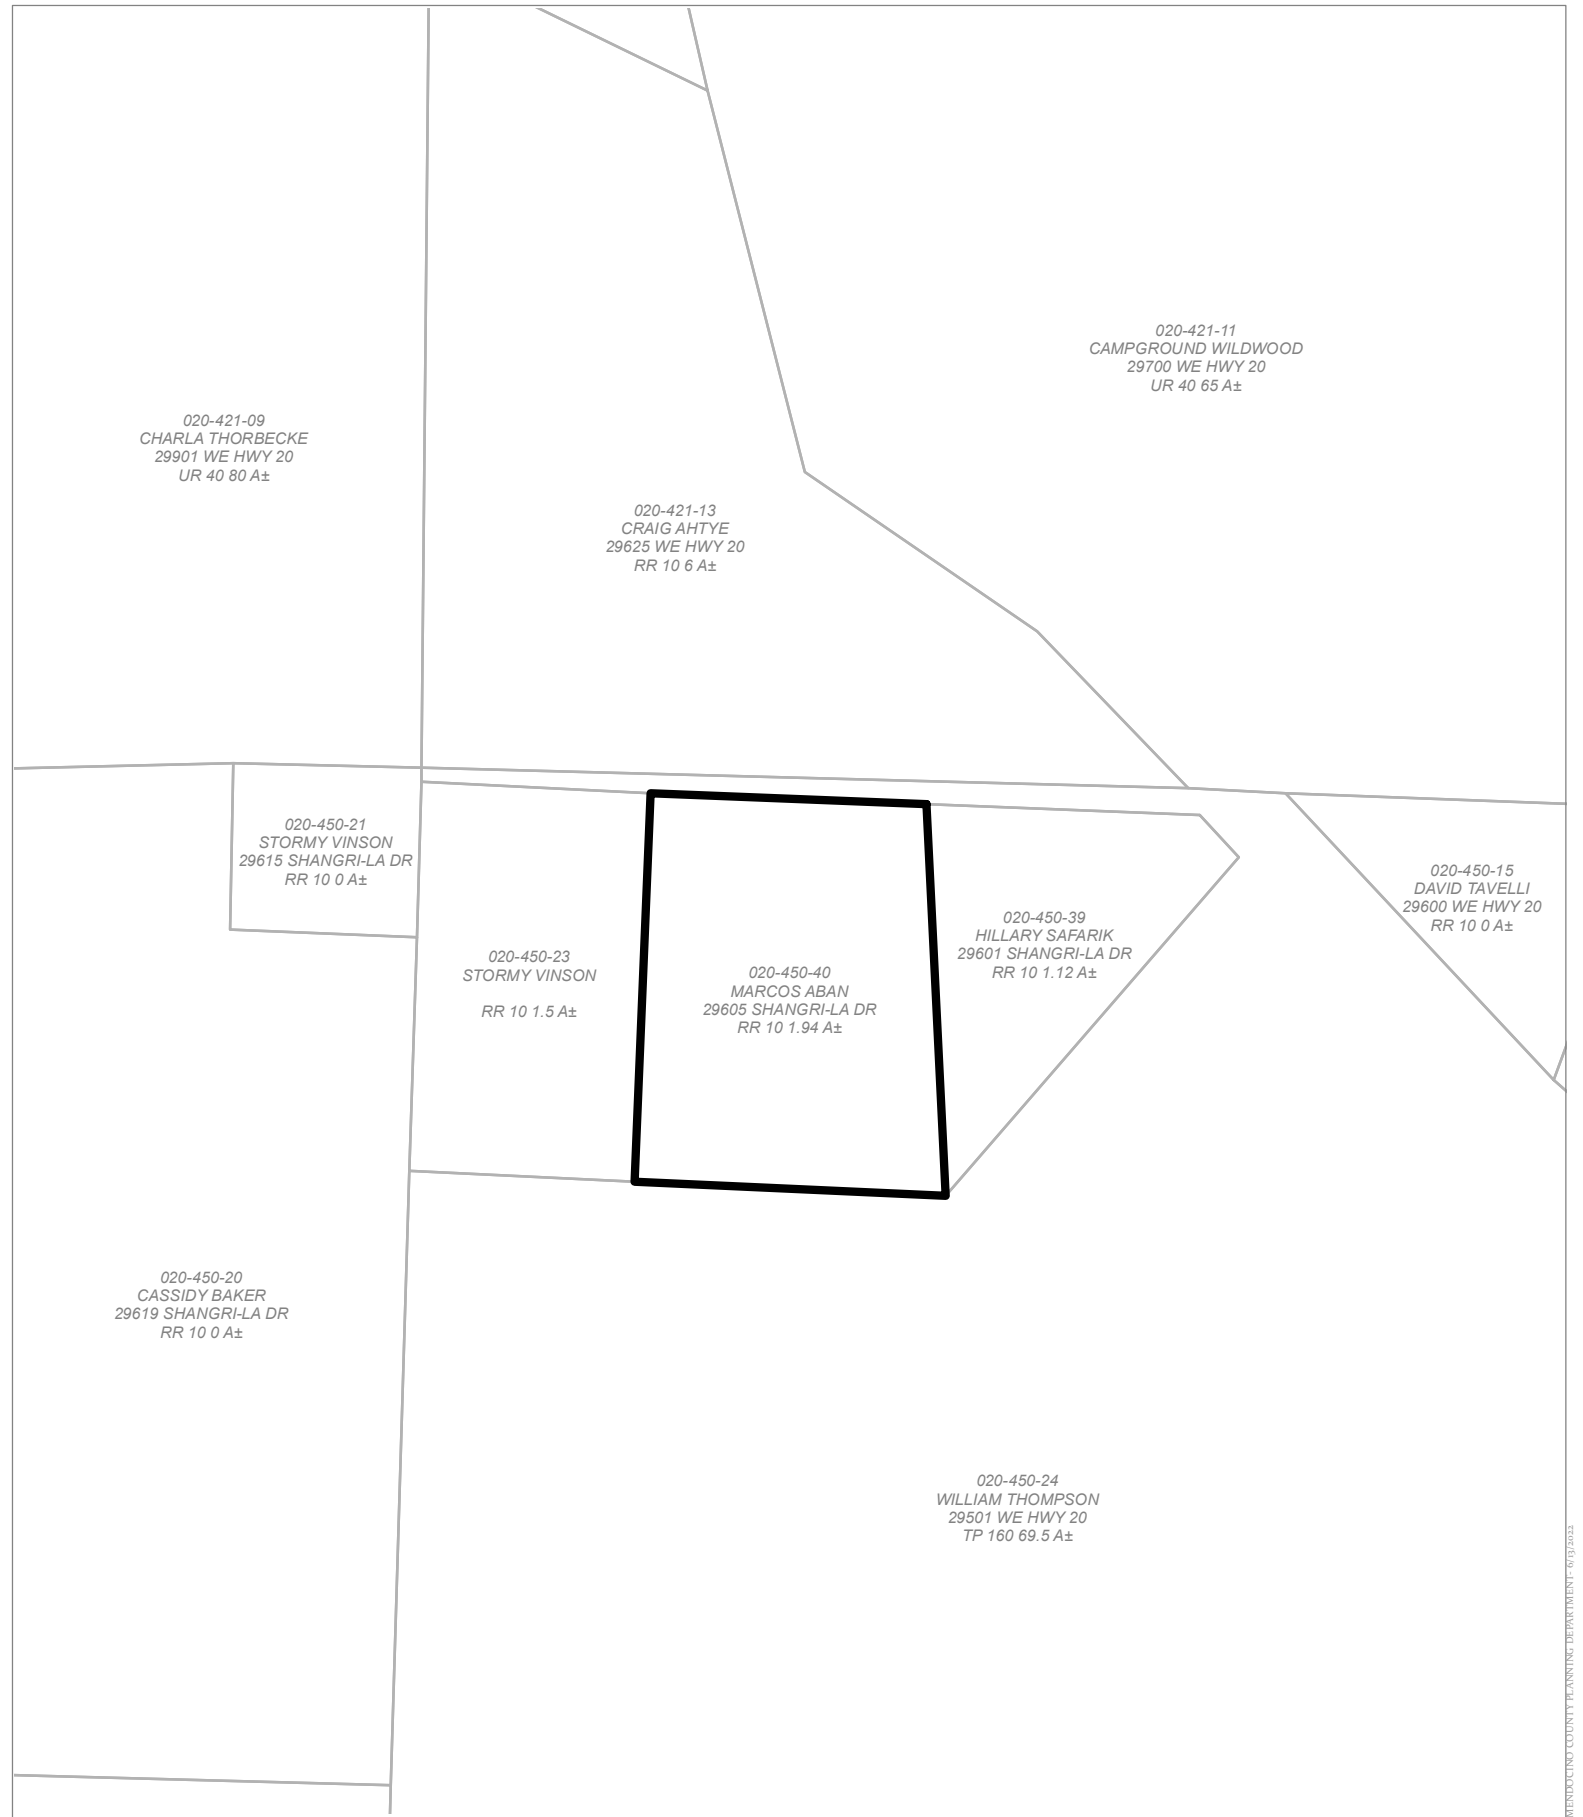 020-421-11
CAMPGROUND WILDWOOD
29700 WE HWY 20
UR 40 65 A±
020-421-09
CHARLA THORBECKE
29901 WE HWY 20
UR 40 80 A±
020-421-13
CRAIG AHTYE
29625 WE HWY 20
RR 10 6 A±
020-450-21
STORMY VINSON
29615 SHANGRI-LA DR
RR 10 0 A±
020-450-15
DAVID TAVELLI
29600 WE HWY 20
RR 10 0 A±
020-450-39
HILLARY SAFARIK
29601 SHANGRI-LA DR
RR 10 1.12 A±
020-450-23
STORMY VINSON
RR 10 1.5 A±
020-450-40
MARCOS ABAN
29605 SHANGRI-LA DR
RR 10 1.94 A±
020-450-20
CASSIDY BAKER
29619 SHANGRI-LA DR
RR 10 0 A±
020-450-24
WILLIAM THOMPSON
29501 WE HWY 20
TP 160 69.5 A±
MENDOCINO COUNTY PLANNING DEPARTMENT- 6/13/2022